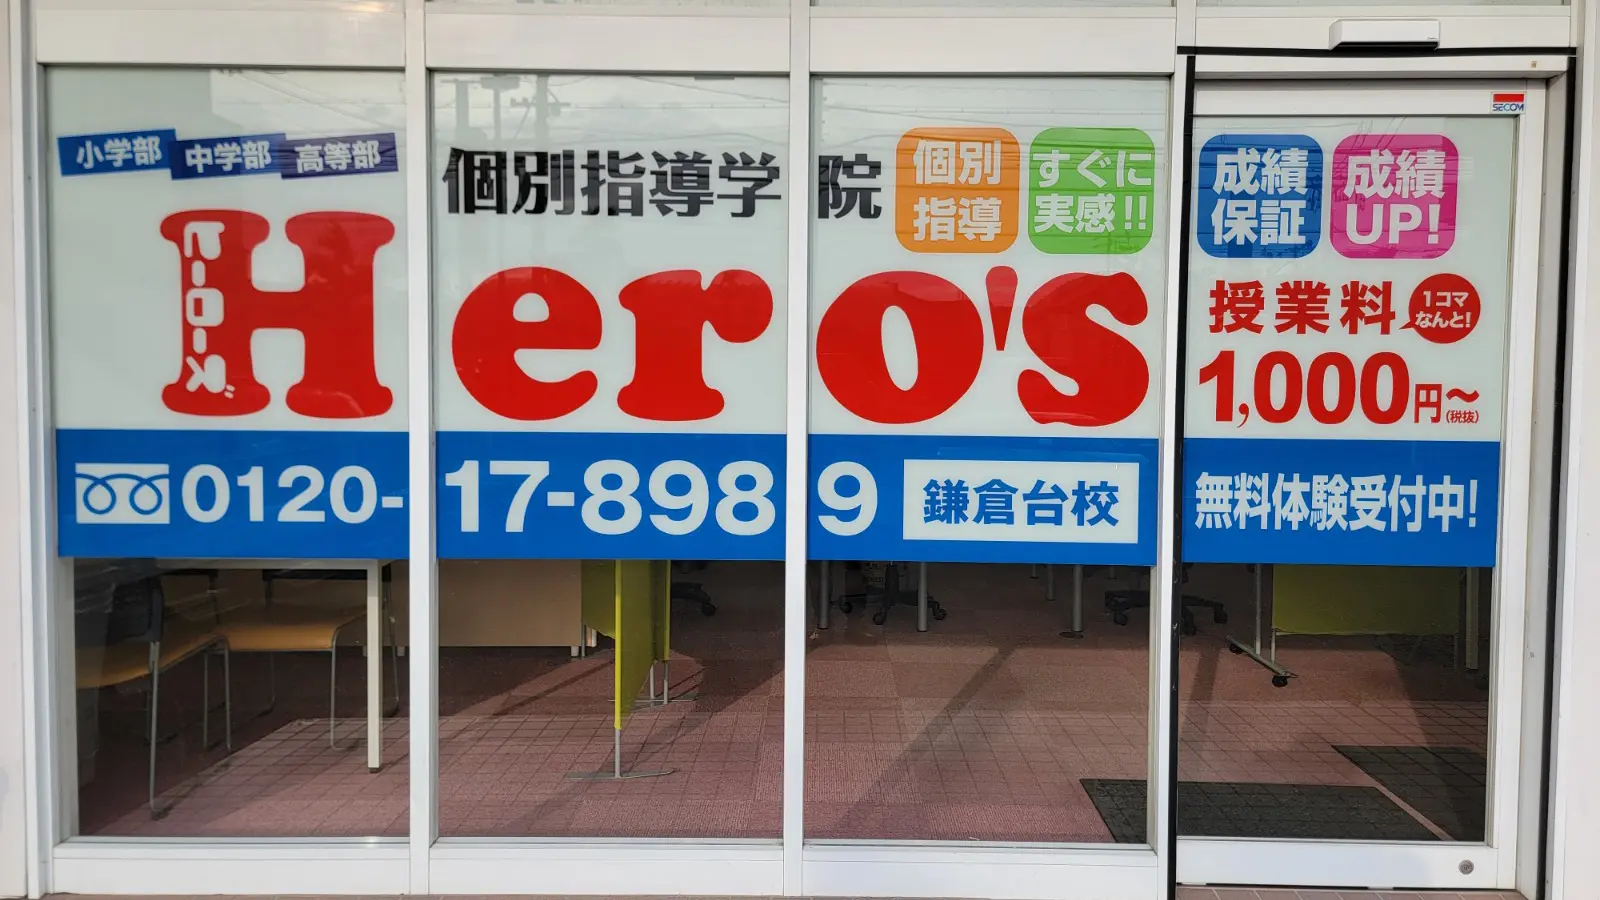 小学部 中学部 高等部
個別指導学院
ヒーローズ
Hero's
個別
指導
すぐに
実感!!
成績
保証
成績
UP!
授業料
1コマ
なんと!
1,000円~
(税抜)
0120-17-8989
鎌倉台校
無料体験受付中!
SECOM